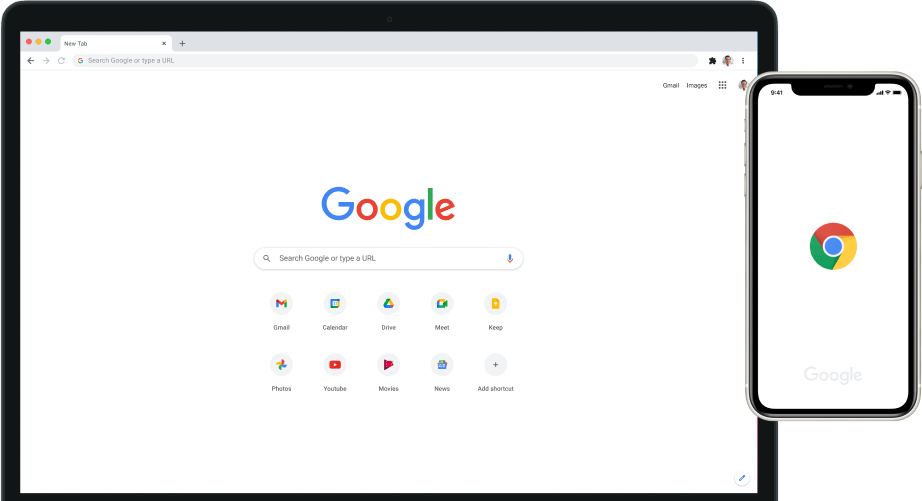 New Tab
Search Google or type a URL
Gmail Images
9:41
Google
Search Google or type a URL
Gmail Calendar Drive Meet Keep
Photos Youtube Movies News Add shortcut
Google